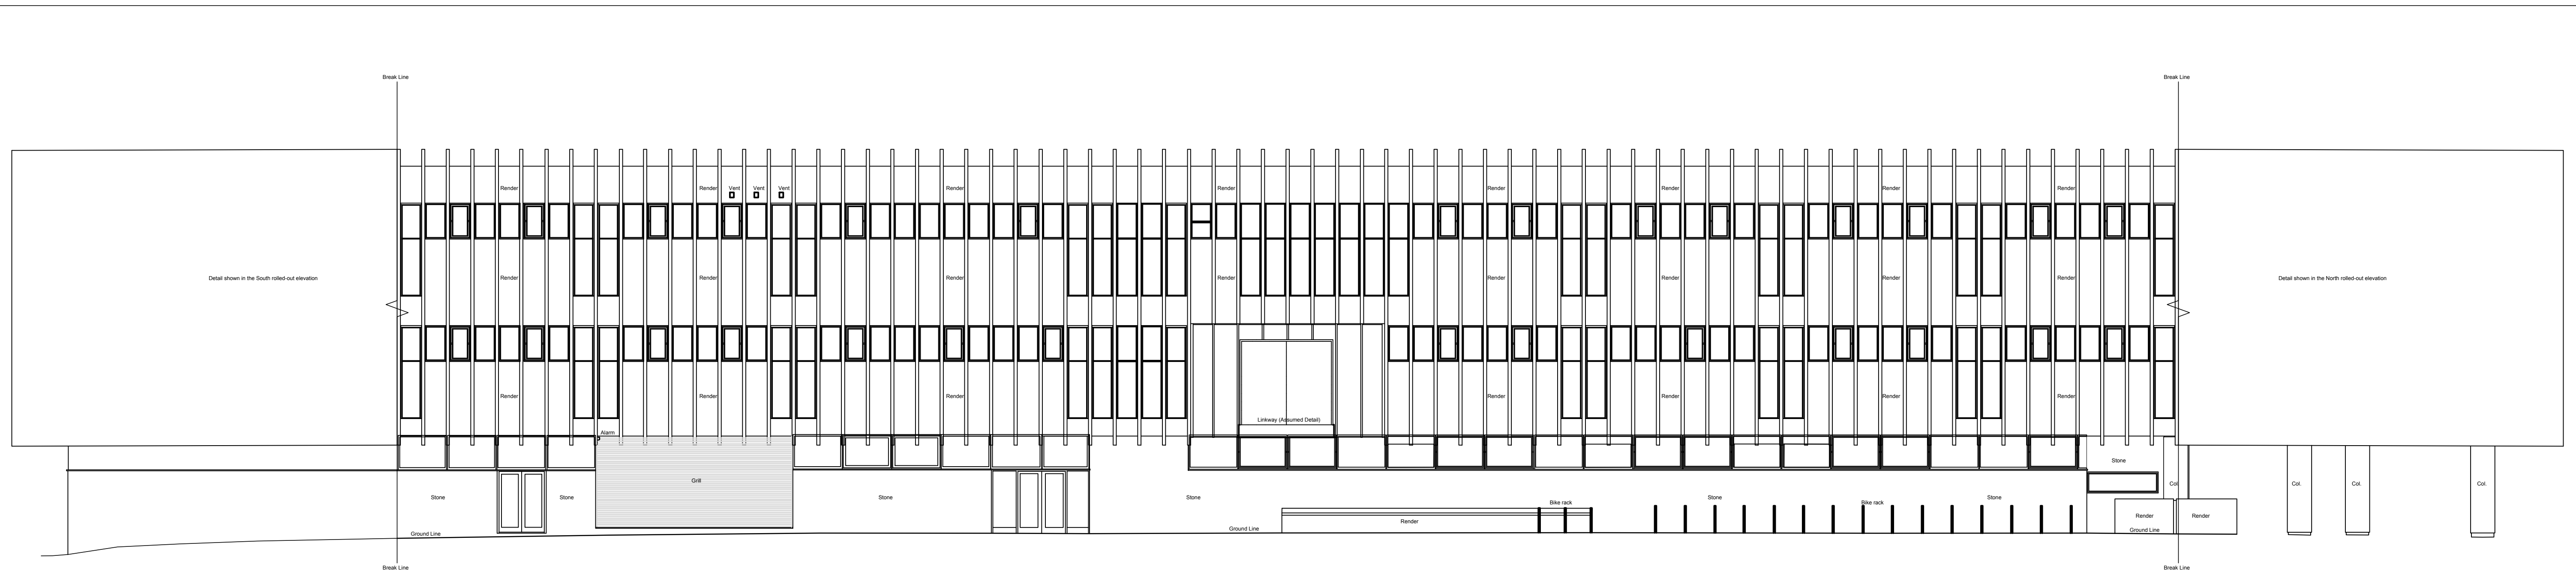 Break Line
Break Line
Render
Render
Vent
Vent
Vent
Render
Render
Render
Render
Render
Render
Detail shown in the South rolled-out elevation
Render
Render
Render
Render
Render
Render
Render
Render
Detail shown in the North rolled-out elevation
Render
Render
Render
Render
Render
Render
Render
Linkway (Assumed Detail)
Alarm
Grill
Stone
Col.
Col.
Col.
Col.
Stone
Stone
Stone
Stone
Stone
Stone
Bike rack
Bike rack
Render
Render
Render
Ground Line
Ground Line
Ground Line
Break Line
Break Line